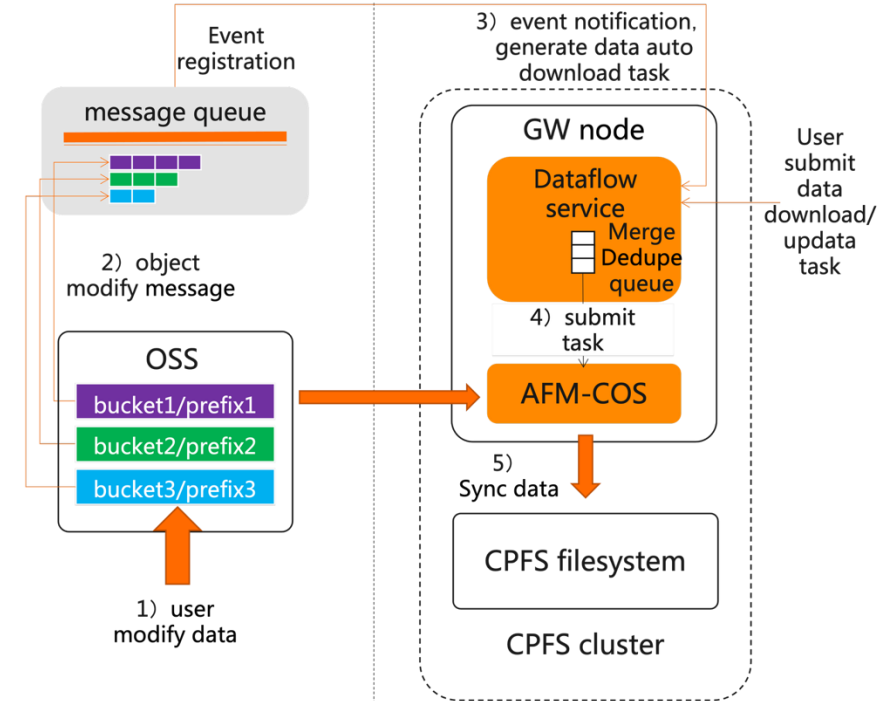 Event
registration
message queue
2）object
modify message
OSS
bucket1/prefix1
bucket2/prefix2
bucket3/prefix3
1）user
modify data
3）event notification,
generate data auto
download task
GW node
Dataflow
service
Merge
Dedupe
queue
4）submit
task
AFM-COS
5）
Sync data
CPFS filesystem
CPFS cluster
User
submit
data
download/
updata
task